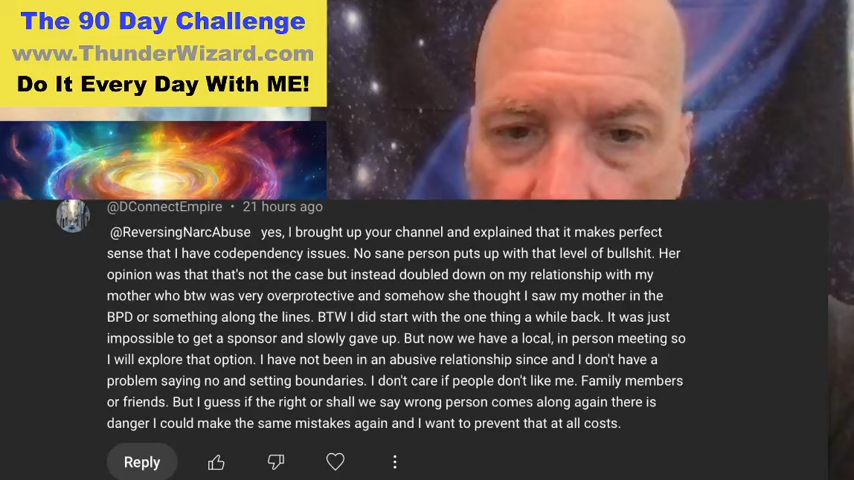 The 90 Day Challenge
www.ThunderWizard.com
Do It Every Day With ME!
@DConnectEmpire • 21 hours ago
@ReversingNarcAbuse yes, I brought up your channel and explained that it makes perfect
sense that I have codependency issues. No sane person puts up with that level of bullshit. Her
opinion was that that's not the case but instead doubled down on my relationship with my
mother who btw was very overprotective and somehow she thought I saw my mother in the
BPD or something along the lines. BTW I did start with the one thing a while back. It was just
impossible to get a sponsor and slowly gave up. But now we have a local, in person meeting so
I will explore that option. I have not been in an abusive relationship since and I don't have a
problem saying no and setting boundaries. I don't care if people don't like me. Family members
or friends. But I guess if the right or shall we say wrong person comes along again there is
danger I could make the same mistakes again and I want to prevent that at all costs.
Reply